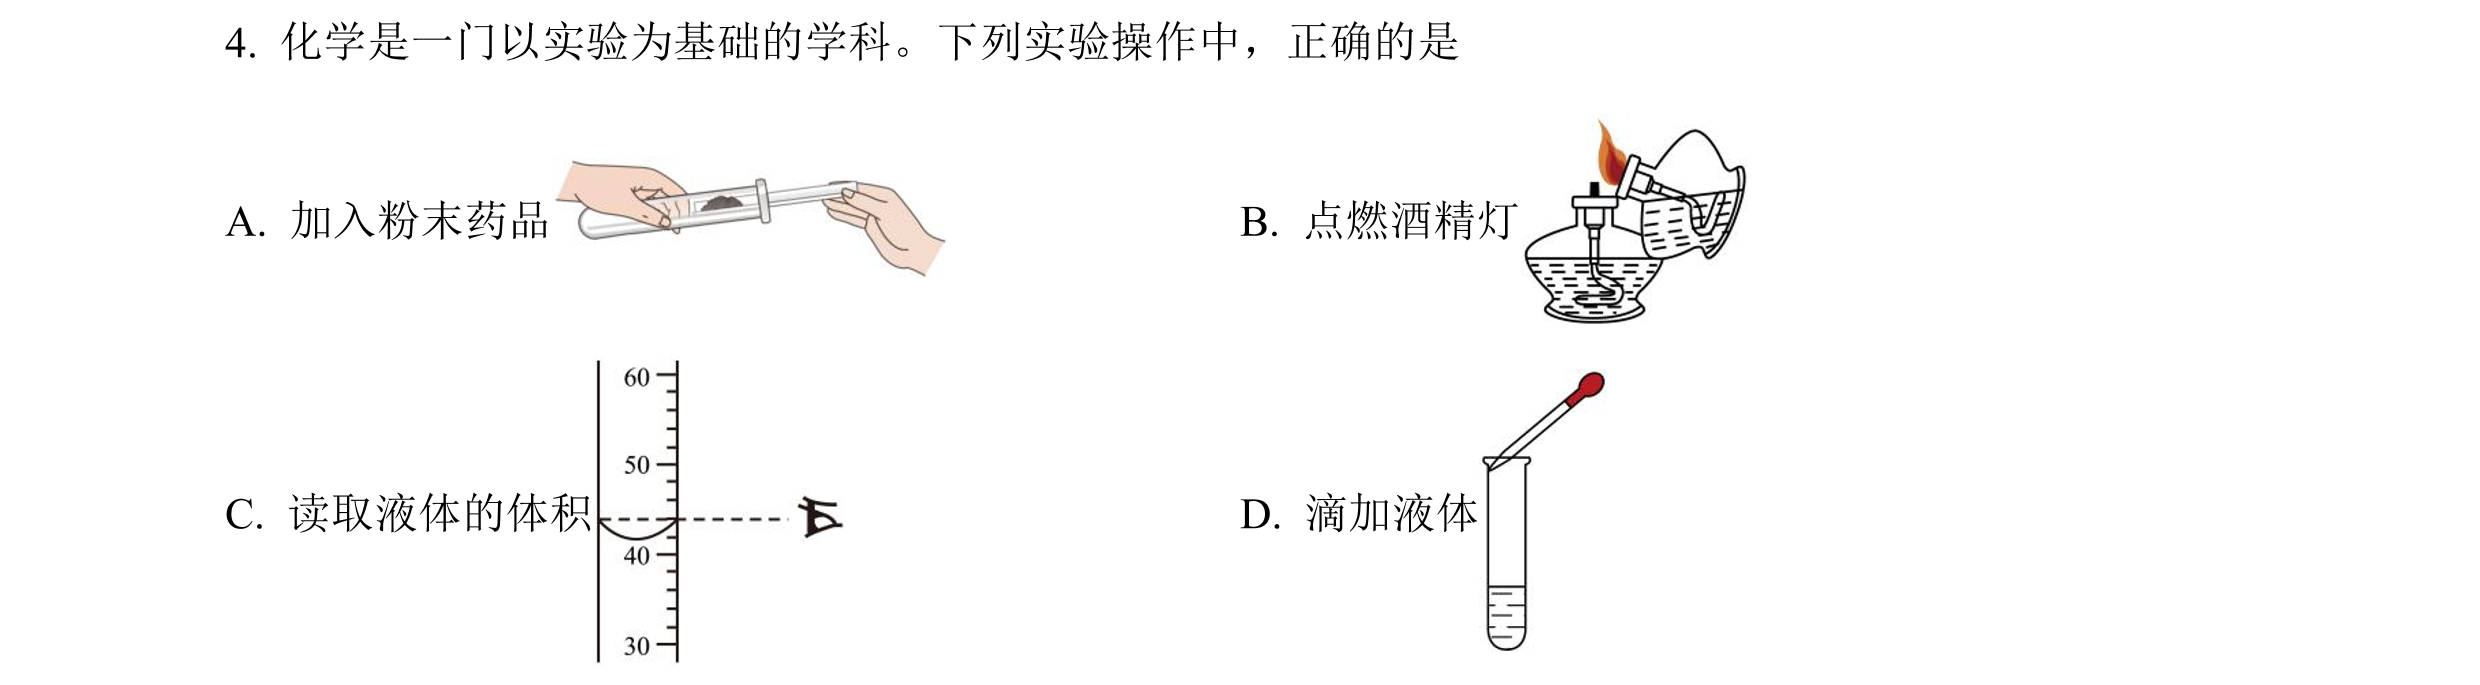 4. 化学是一门以实验为基础的学科。下列实验操作中，正确的是
A. 加入粉末药品
B. 点燃酒精灯
C. 读取液体的体积
60
50
40
30
D. 滴加液体